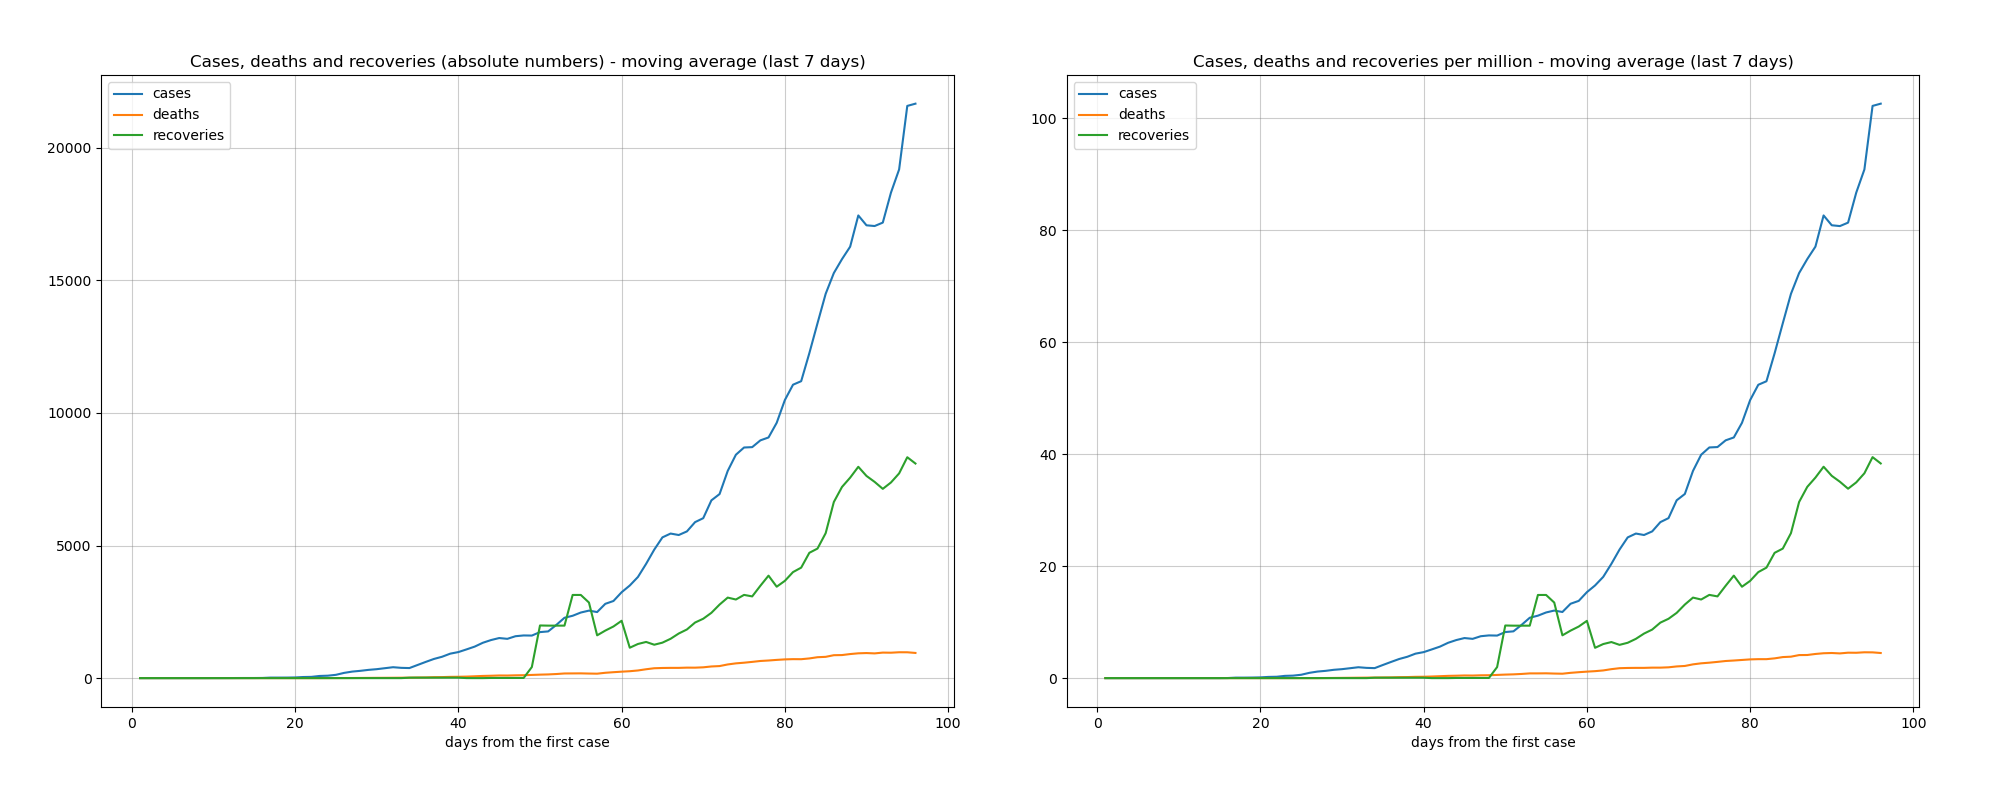 Cases, deaths and recoveries (absolute numbers) - moving average (last 7 days)
cases
deaths
recoveries
20000
15000
10000
5000
0
0 20 40 60 80 100
days from the first case
Cases, deaths and recoveries per million - moving average (last 7 days)
cases
deaths
recoveries
100
80
60
40
20
0
0 20 40 60 80 100
days from the first case